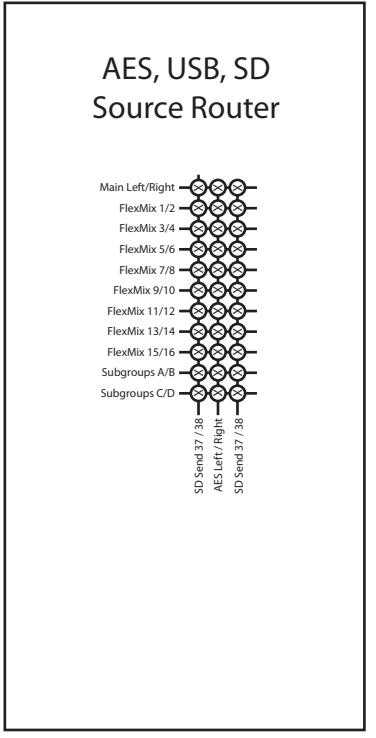 AES, USB, SD
Source Router
Main Left/Right
FlexMix 1/2
FlexMix 3/4
FlexMix 5/6
FlexMix 7/8
FlexMix 9/10
FlexMix 11/12
FlexMix 13/14
FlexMix 15/16
Subgroups A/B
Subgroups C/D
SD Send 37 / 38
AES Left / Right
SD Send 37 / 38